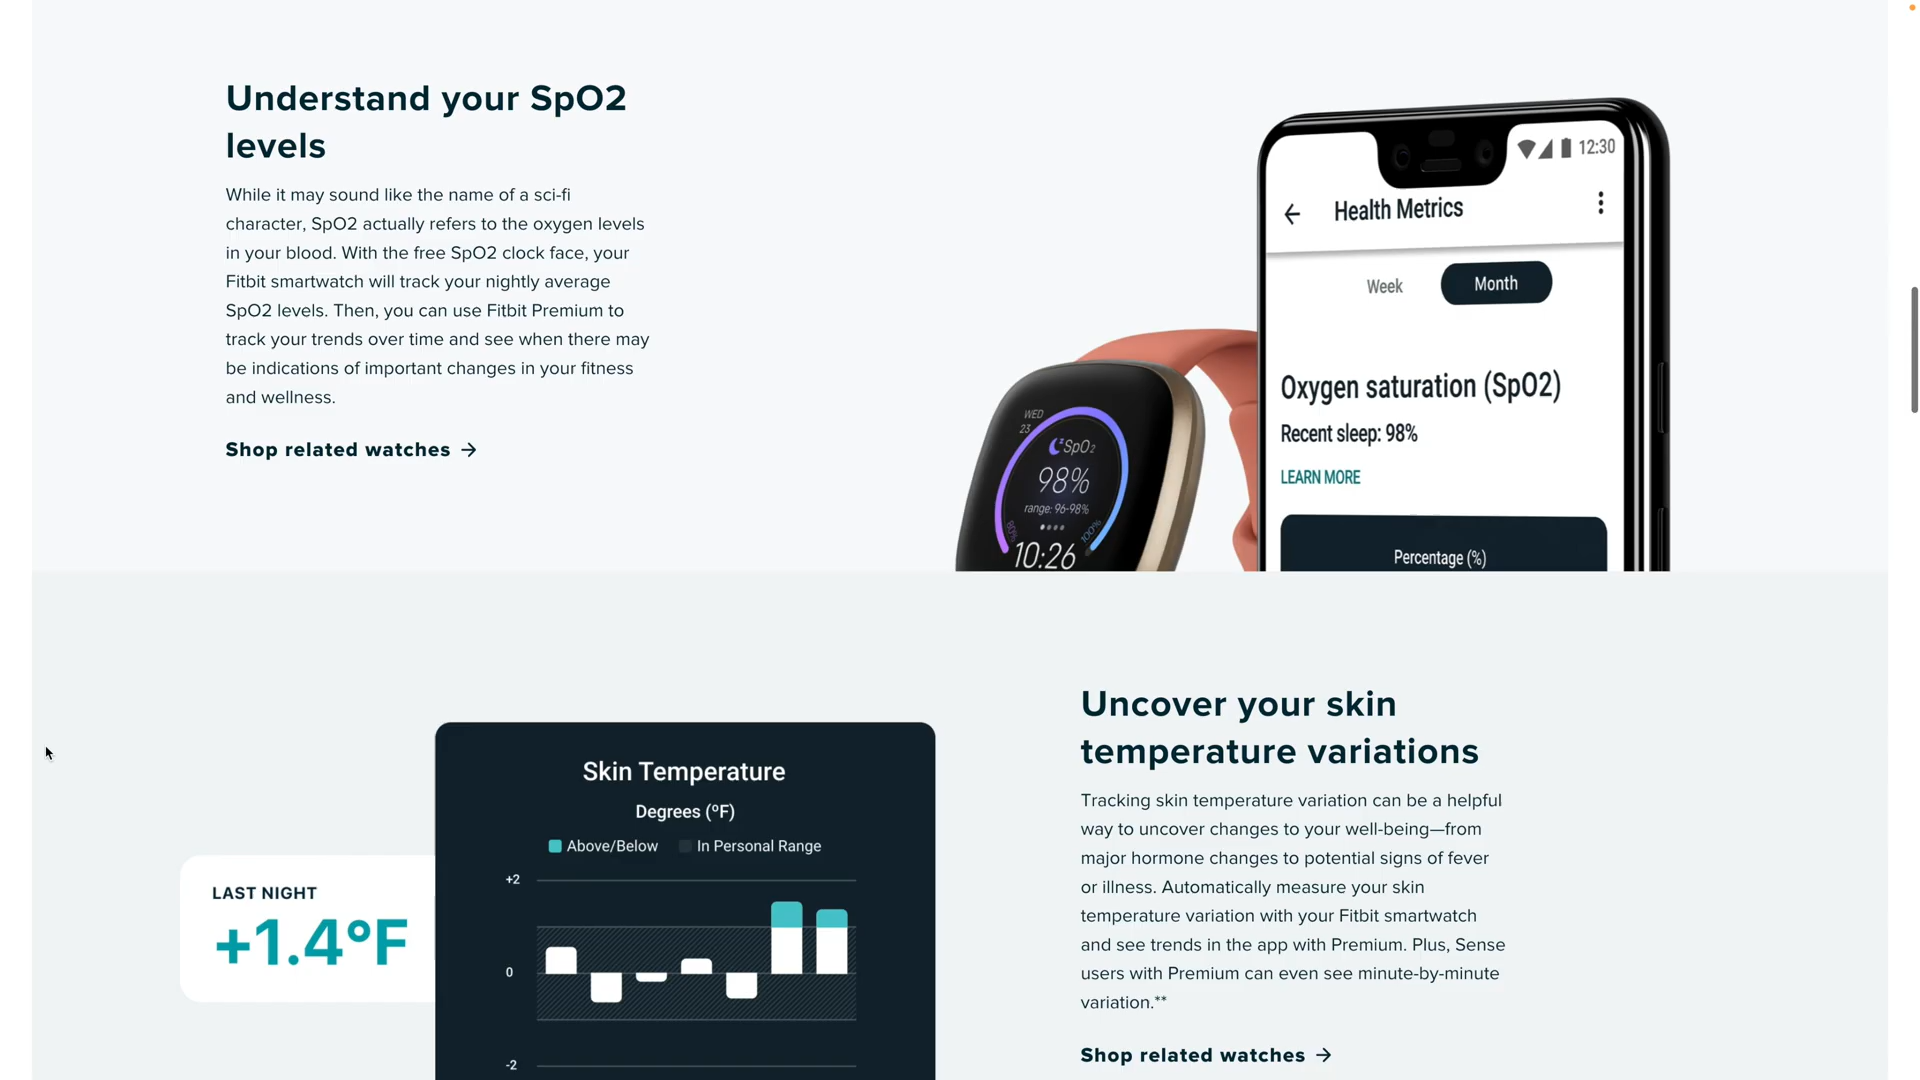 Understand your SpO2
levels
While it may sound like the name of a sci-fi
character, SpO2 actually refers to the oxygen levels
in your blood. With the free SpO2 clock face, your
Fitbit smartwatch will track your nightly average
SpO2 levels. Then, you can use Fitbit Premium to
track your trends over time and see when there may
be indications of important changes in your fitness
and wellness.
Shop related watches →
WED
23
SpO₂
98%
range: 96-98%
80%
100%
10:26
12:30
Health Metrics
Week
Month
Oxygen saturation (SpO2)
Recent sleep: 98%
LEARN MORE
Percentage (%)
LAST NIGHT
+1.4°F
Skin Temperature
Degrees (°F)
Above/Below
In Personal Range
+2
0
-2
Uncover your skin
temperature variations
Tracking skin temperature variation can be a helpful
way to uncover changes to your well-being—from
major hormone changes to potential signs of fever
or illness. Automatically measure your skin
temperature variation with your Fitbit smartwatch
and see trends in the app with Premium. Plus, Sense
users with Premium can even see minute-by-minute
variation.**
Shop related watches →